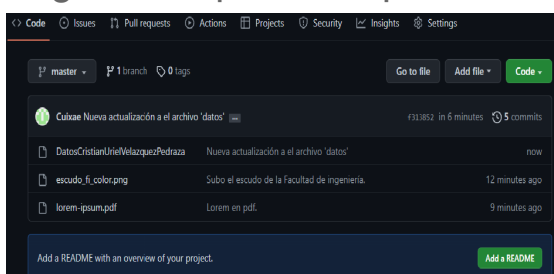 Code Issues Pull requests Actions Projects Security Insights Settings
master 1 branch 0 tags Go to file Add file Code
Cuixae Nueva actualización a el archivo 'datos' ... f313852 in 6 minutes 5 commits
DatosCristianUrielVelazquezPedraza Nueva actualización a el archivo 'datos' now
escudo_fi_color.png Subo el escudo de la Facultad de ingeniería. 12 minutes ago
lorem-ipsum.pdf Lorem en pdf. 9 minutes ago
Add a README with an overview of your project. Add a README